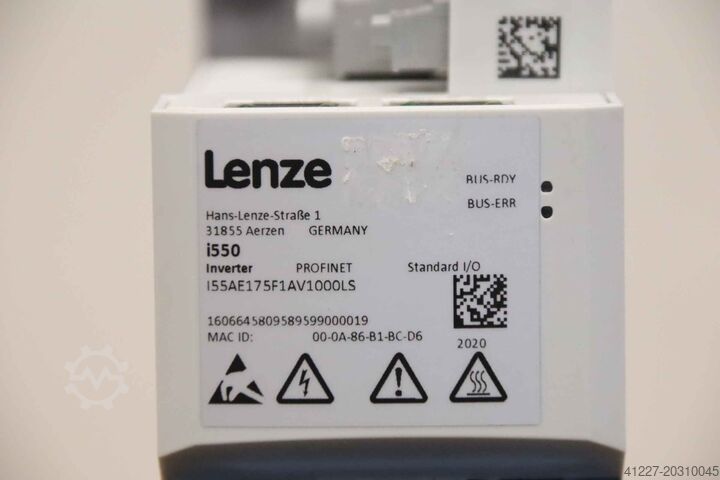 Lenze
BUS-RDY
BUS-ERR
Hans-Lenze-Straße 1
31855 Aerzen GERMANY
i550
Inverter PROFINET Standard I/O
I55AE175F1AV1000LS
1606645809589599000019
MAC ID: 00-0A-86-B1-BC-D6
2020
41227-20310045